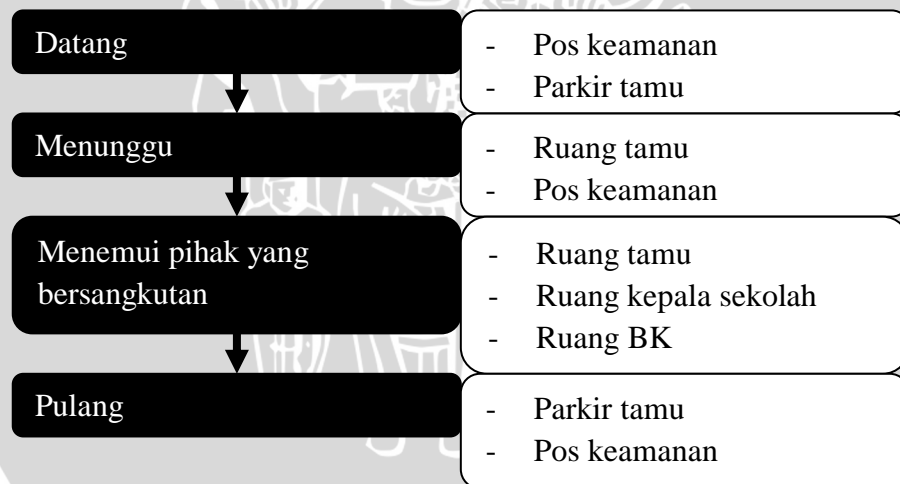 Datang
- Pos keamanan
- Parkir tamu
Menunggu
- Ruang tamu
- Pos keamanan
Menemui pihak yang
bersangkutan
- Ruang tamu
- Ruang kepala sekolah
- Ruang BK
Pulang
- Parkir tamu
- Pos keamanan